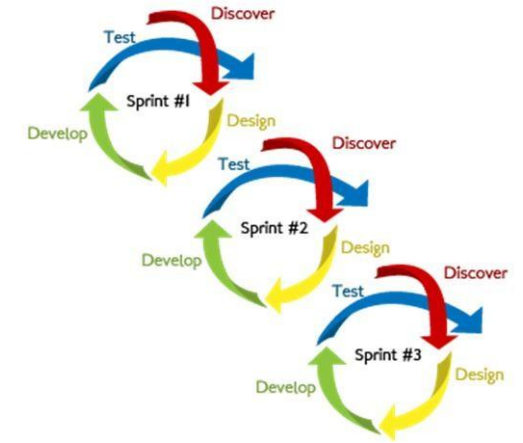 Discover
Test
Sprint #1
Design
Develop
Discover
Test
Sprint #2
Design
Develop
Discover
Test
Sprint #3
Design
Develop